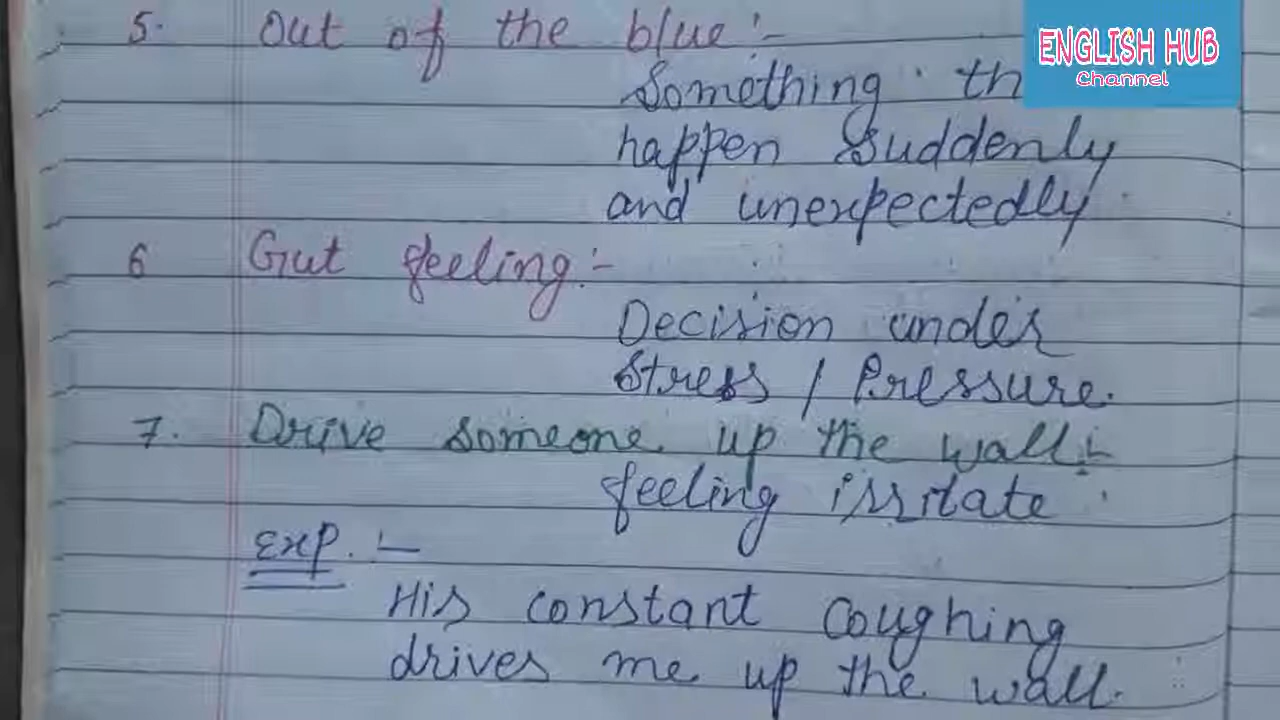 5. Out of the blue :-
ENGLISH HUB
Channel
Something
happen suddenly
and unexpectedly.
6 Gut feeling :-
Decision under
Stress / Pressure.
7. Drive someone up the wall :-
feeling irritate
Exp. :-
His constant coughing
drives me up the wall.